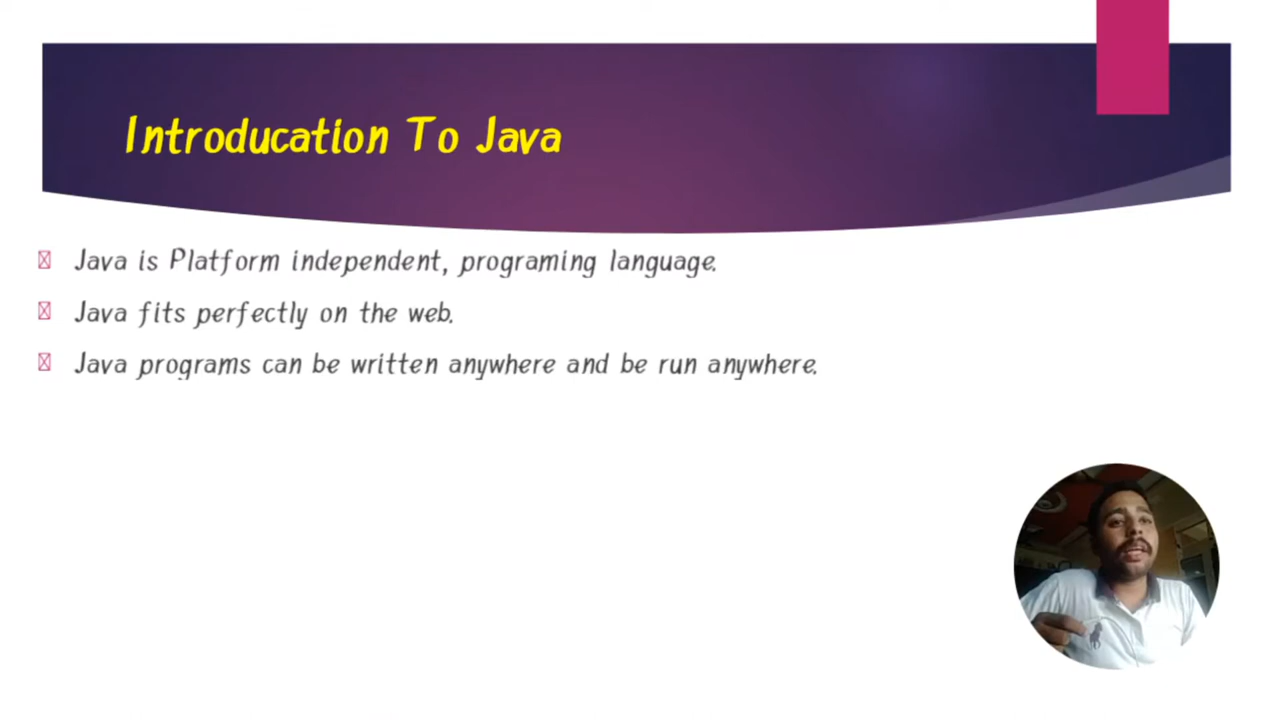 Introducation To Java
Java is Platform independent, programing language.
Java fits perfectly on the web.
Java programs can be written anywhere and be run anywhere.